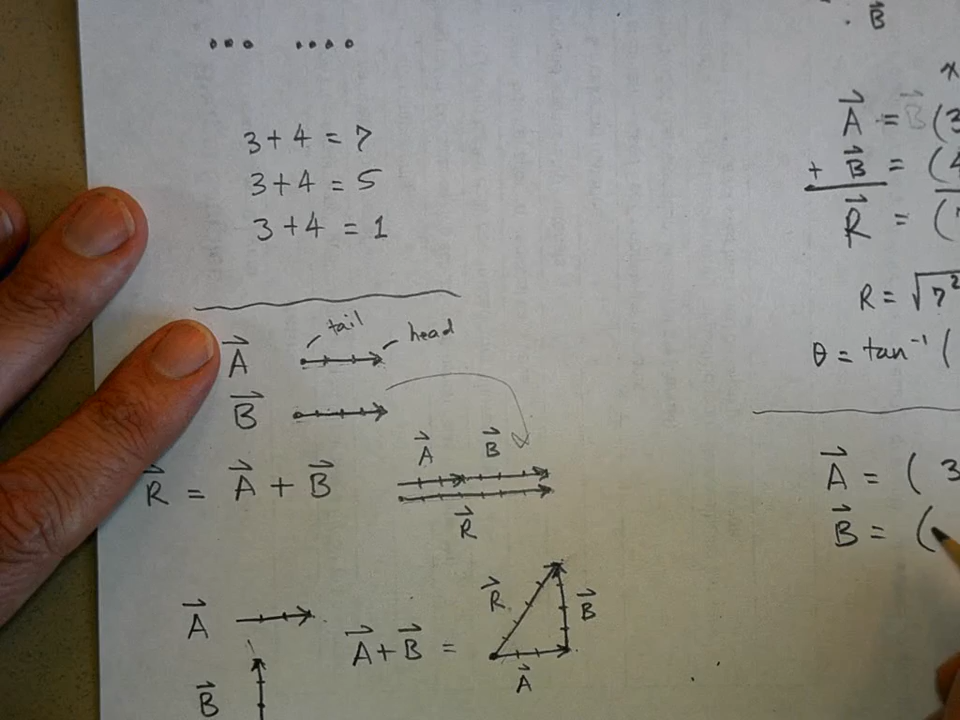 3 + 4 = 7
3 + 4 = 5
3 + 4 = 1
A⃗ tail head
B⃗
R⃗ = A⃗ + B⃗
A⃗ B⃗
R⃗
A⃗
B⃗
A⃗ + B⃗ =
R⃗ B⃗
A⃗
B⃗
x
A⃗ = B⃗ (3
+ B⃗ = (4
R⃗ = (
R = √7²
θ = tan⁻¹ (
A⃗ = ( 3
B⃗ = (